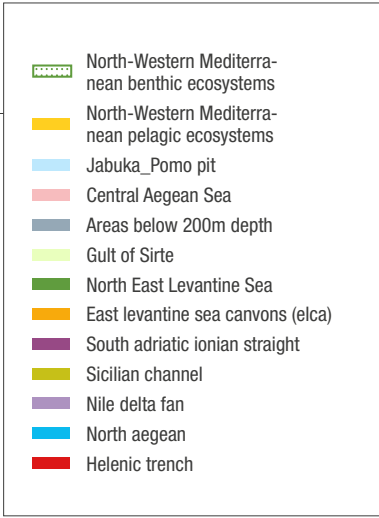 North-Western Mediterra-
nean benthic ecosystems
North-Western Mediterra-
nean pelagic ecosystems
Jabuka_Pomo pit
Central Aegean Sea
Areas below 200m depth
Gult of Sirte
North East Levantine Sea
East levantine sea canvons (elca)
South adriatic ionian straight
Sicilian channel
Nile delta fan
North aegean
Helenic trench